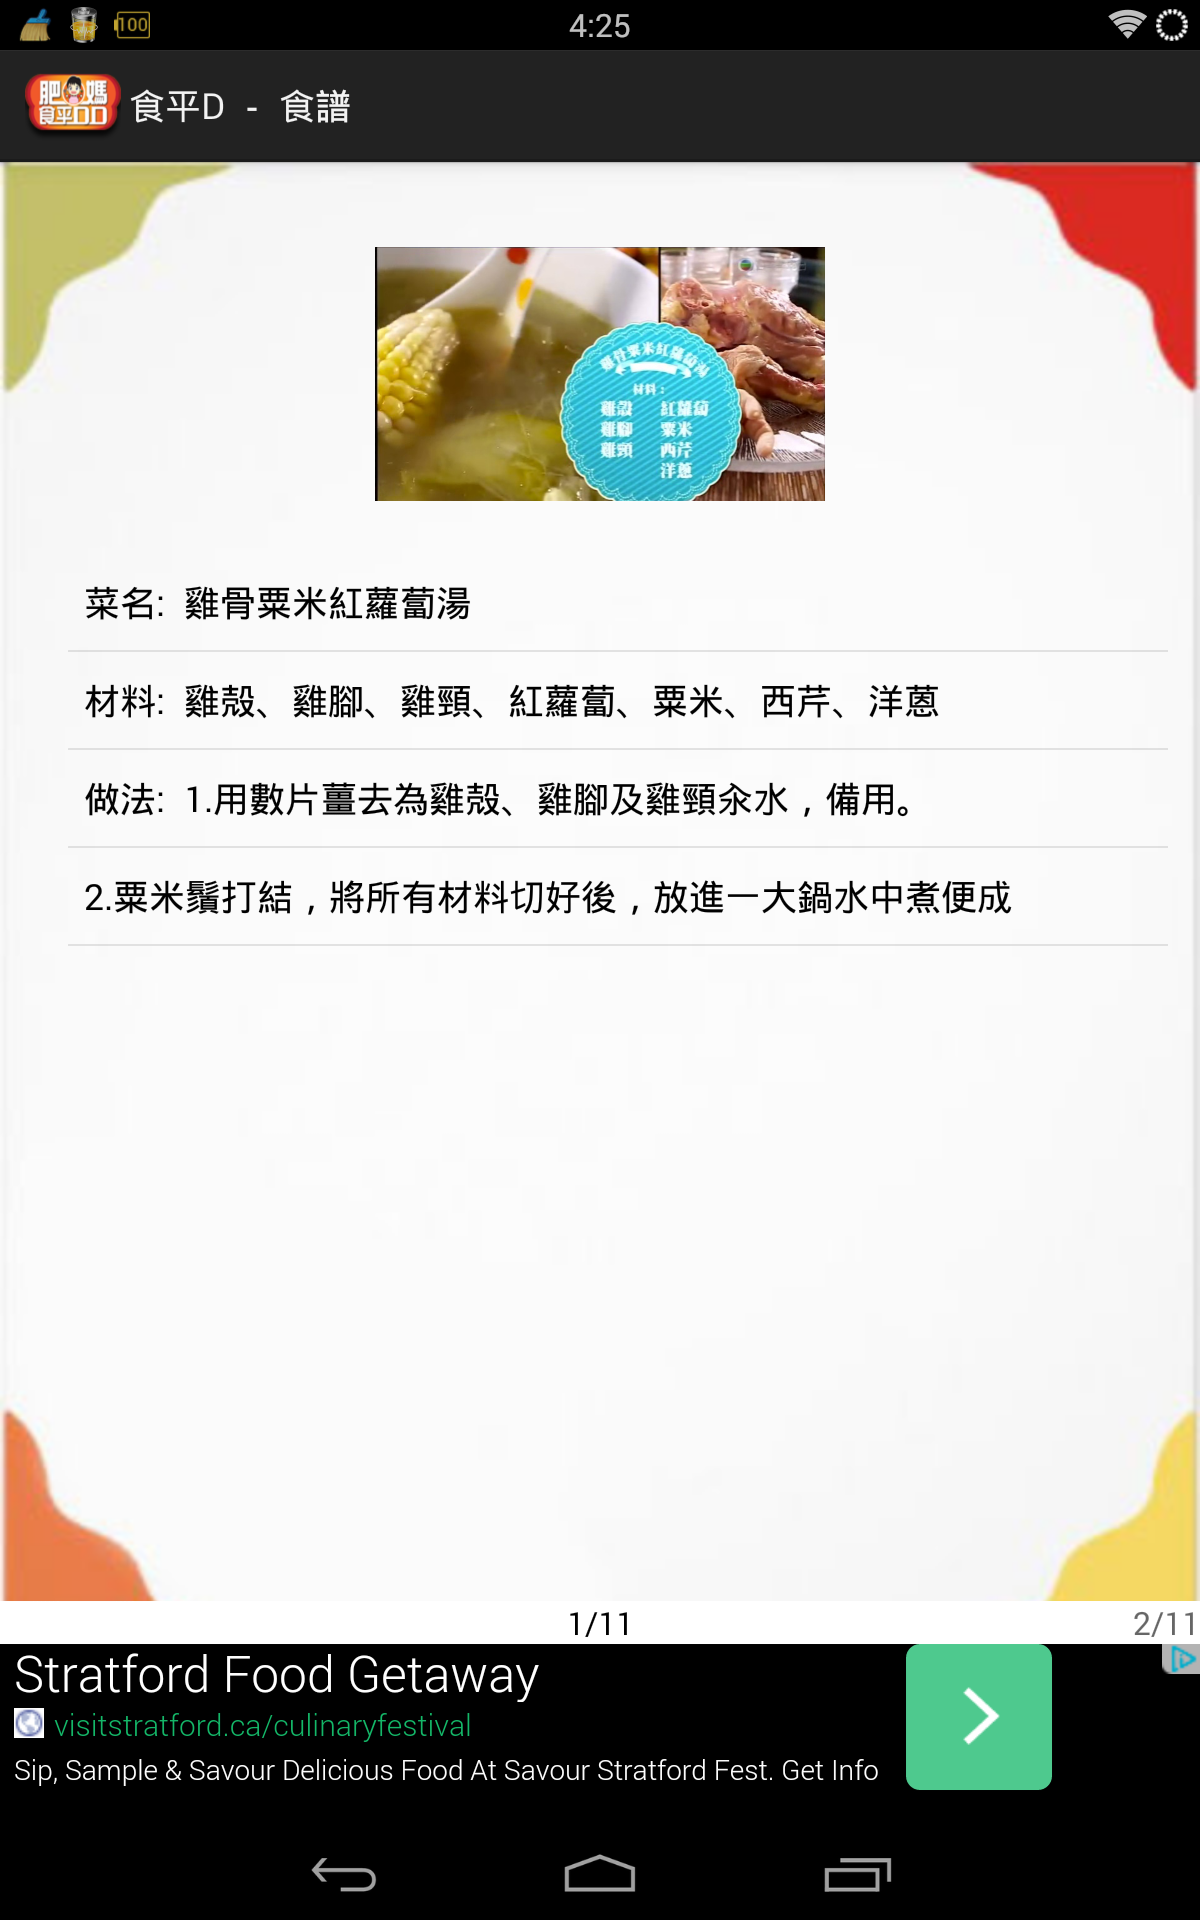 100
4:25
肥媽
食平DD
食平D - 食譜
雞骨粟米紅蘿蔔湯
材料：
雞殼 紅蘿蔔
雞腳 粟米
雞頸 西芹
洋蔥
菜名: 雞骨粟米紅蘿蔔湯
材料: 雞殼、雞腳、雞頸、紅蘿蔔、粟米、西芹、洋蔥
做法: 1.用數片薑去為雞殼、雞腳及雞頸汆水，備用。
2.粟米鬚打結，將所有材料切好後，放進一大鍋水中煮便成
1/11
2/11
Stratford Food Getaway
visitstratford.ca/culinaryfestival
Sip, Sample & Savour Delicious Food At Savour Stratford Fest. Get Info